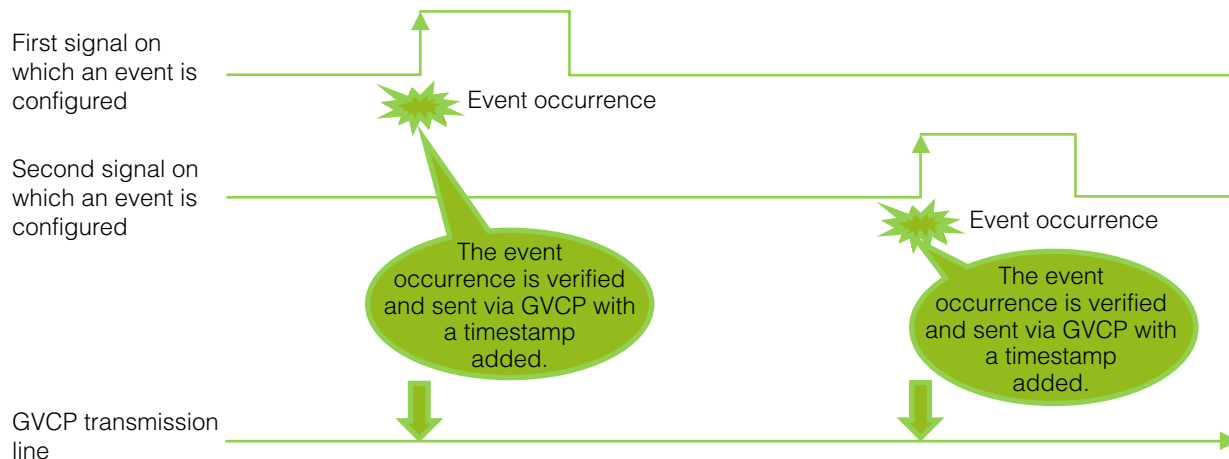 First signal on
which an event is
configured
Event occurrence
Second signal on
which an event is
configured
Event occurrence
The event
occurrence is verified
and sent via GVCP with
a timestamp
added.
The event
occurrence is verified
and sent via GVCP with
a timestamp
added.
GVCP transmission
line